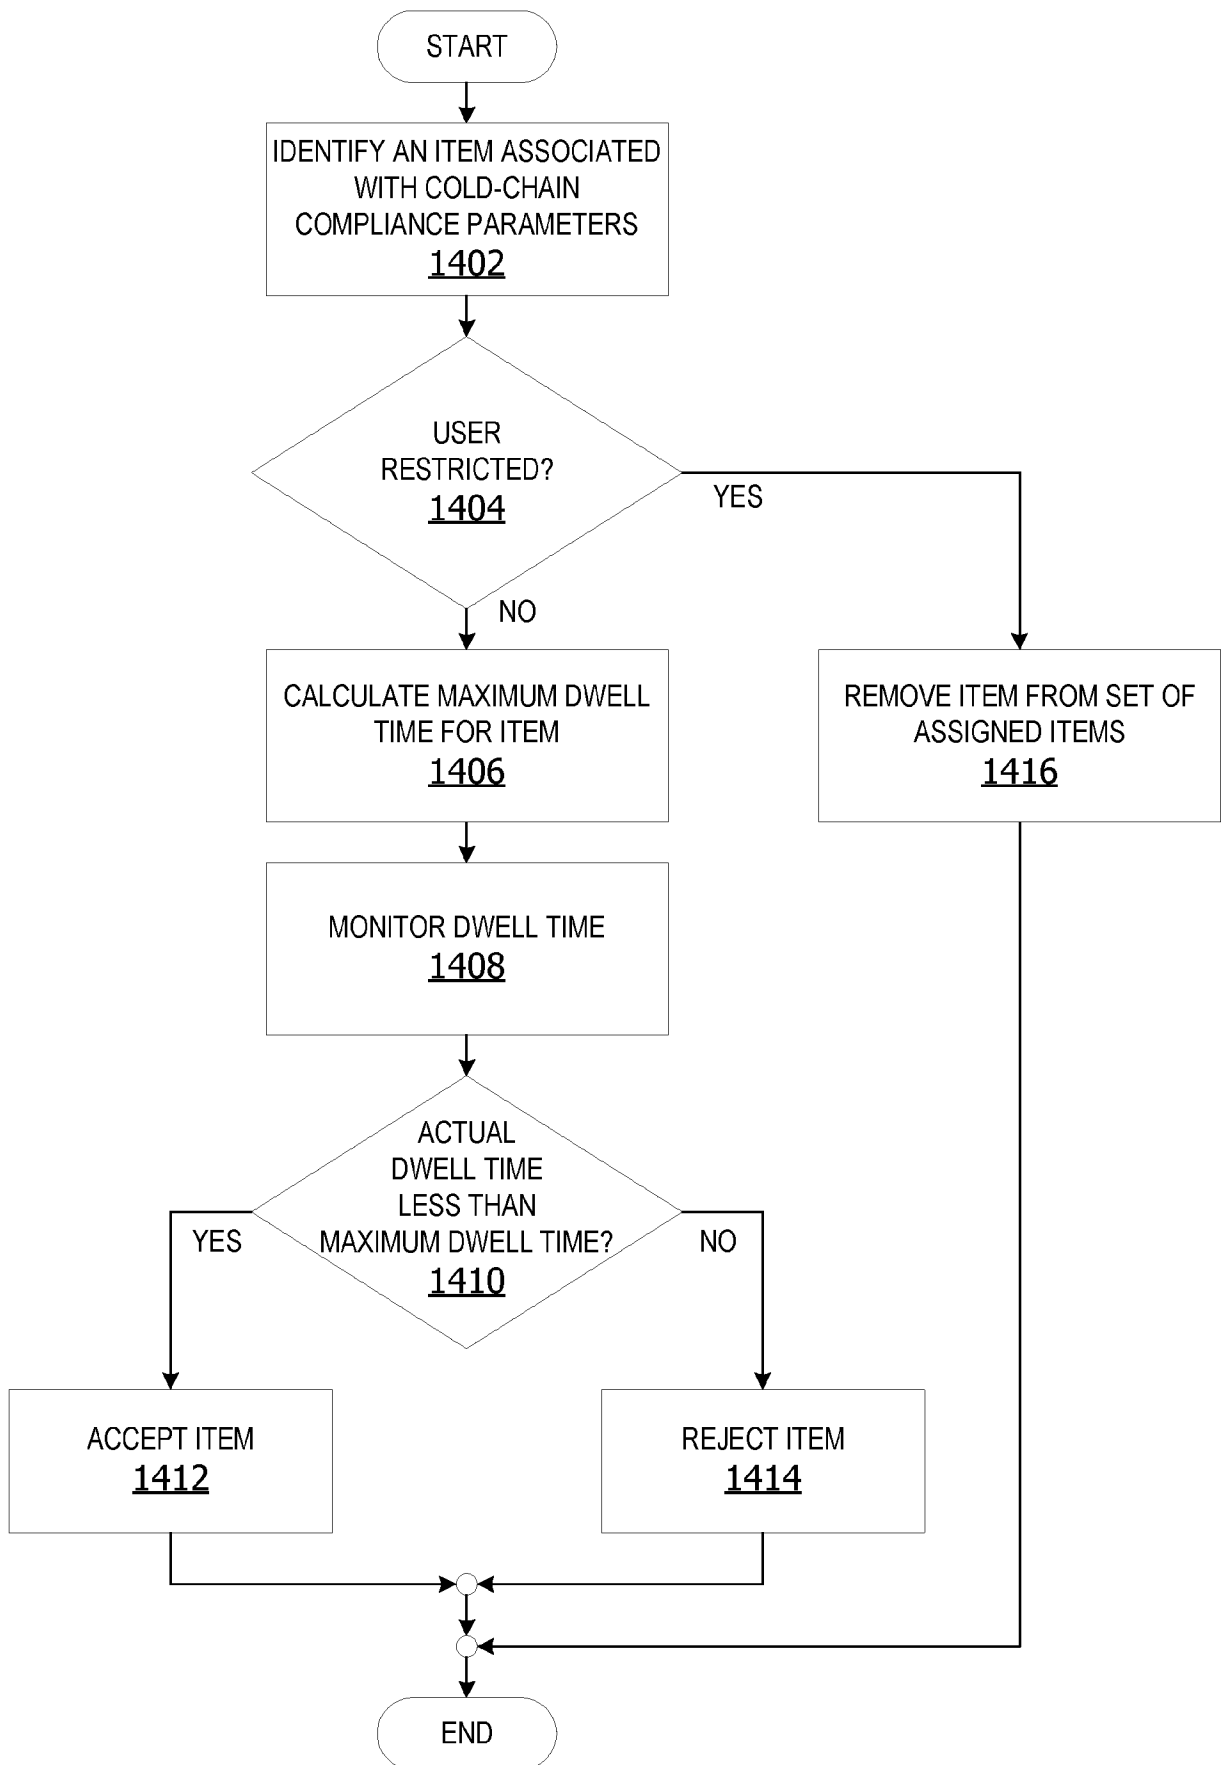 START
IDENTIFY AN ITEM ASSOCIATED
WITH COLD-CHAIN
COMPLIANCE PARAMETERS
1402
USER
RESTRICTED?
1404
YES
NO
CALCULATE MAXIMUM DWELL
TIME FOR ITEM
1406
REMOVE ITEM FROM SET OF
ASSIGNED ITEMS
1416
MONITOR DWELL TIME
1408
ACTUAL
DWELL TIME
LESS THAN
MAXIMUM DWELL TIME?
1410
YES
NO
ACCEPT ITEM
1412
REJECT ITEM
1414
END